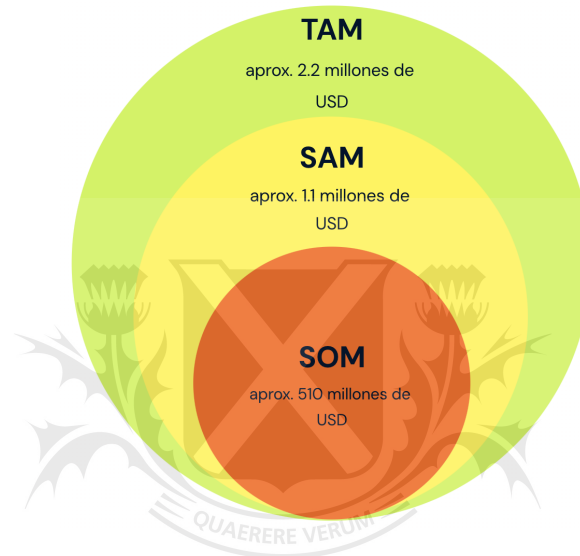 TAM
aprox. 2.2 millones de
USD
SAM
aprox. 1.1 millones de
USD
SOM
aprox. 510 millones de
USD
QUAERERE VERUM